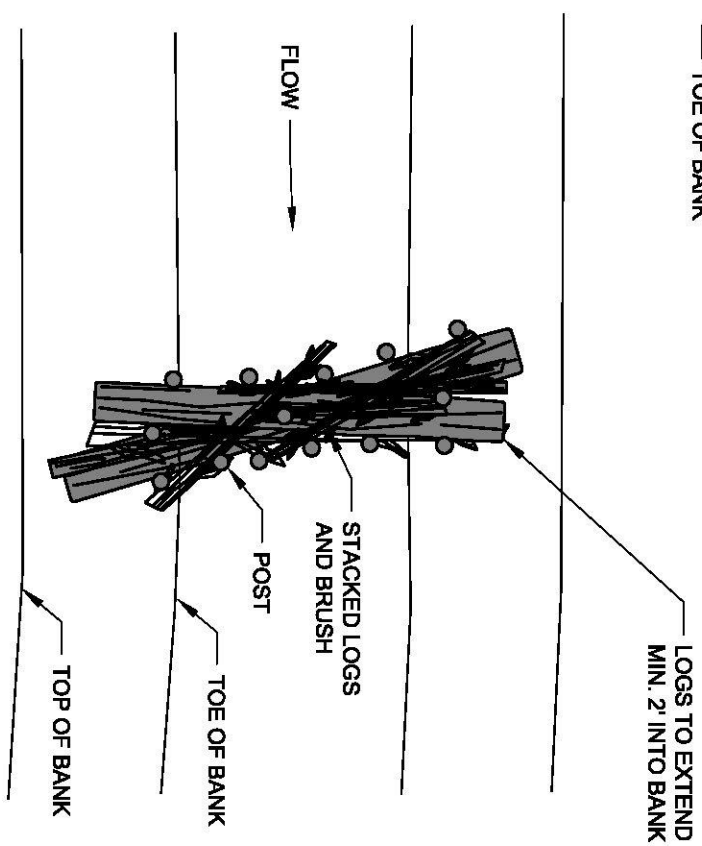 TOE OF BANK
FLOW
LOGS TO EXTEND
MIN. 2' INTO BANK
STACKED LOGS
AND BRUSH
POST
TOE OF BANK
TOP OF BANK